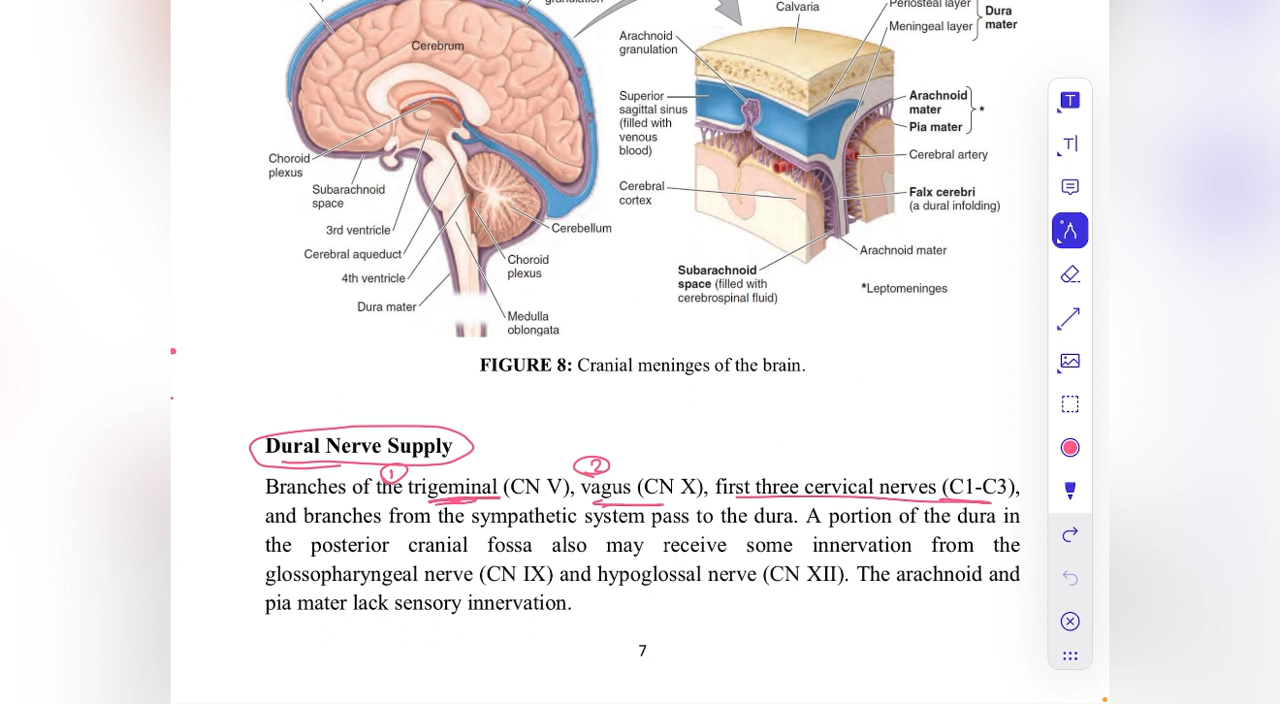 granulation
Cerebrum
Choroid
plexus
Subarachnoid
space
3rd ventricle
Cerebral aqueduct
4th ventricle
Dura mater
Cerebellum
Choroid
plexus
Medulla
oblongata
Calvaria
Periosteal layer
Meningeal layer
Dura
mater
Arachnoid
granulation
Superior
sagittal sinus
(filled with
venous
blood)
Cerebral
cortex
Arachnoid
mater
*
Pia mater
Cerebral artery
Falx cerebri
(a dural infolding)
Arachnoid mater
Subarachnoid
space (filled with
cerebrospinal fluid)
*Leptomeninges
FIGURE 8: Cranial meninges of the brain.
Dural Nerve Supply
1 2
Branches of the trigeminal (CN V), vagus (CN X), first three cervical nerves (C1-C3),
and branches from the sympathetic system pass to the dura. A portion of the dura in
the posterior cranial fossa also may receive some innervation from the
glossopharyngeal nerve (CN IX) and hypoglossal nerve (CN XII). The arachnoid and
pia mater lack sensory innervation.
7
T
T